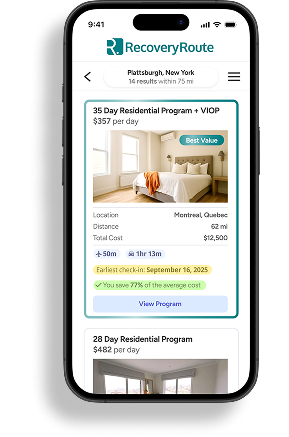 9:41
RecoveryRoute
Plattsburgh, New York
14 results within 75 mi
35 Day Residential Program + VIOP
$357 per day
Best Value
Location Montreal, Quebec
Distance 62 mi
Total Cost $12,500
50m 1hr 13m
Earliest check-in: September 16, 2025
You save 77% of the average cost
View Program
28 Day Residential Program
$482 per day